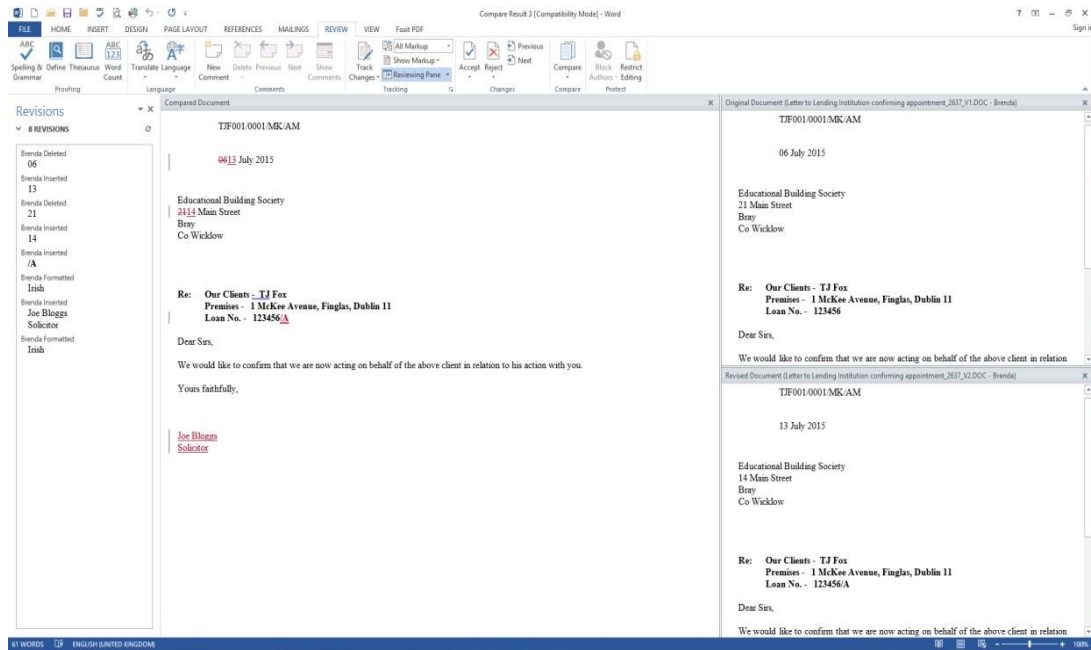 Compare Result 3 [Compatibility Mode] - Word
Sign in
FILE HOME INSERT DESIGN PAGE LAYOUT REFERENCES MAILINGS REVIEW VIEW Foxit PDF
ABC
Spelling & Grammar
Define
Thesaurus
ABC
123
Word Count
Translate
Language
New Comment
Delete
Previous
Next
Show Comments
Track Changes
All Markup
Show Markup
Reviewing Pane
Accept
Reject
Previous
Next
Compare
Block Authors
Restrict Editing
Proofing
Language
Comments
Tracking
Changes
Compare
Protect
Revisions
8 REVISIONS
Brenda Deleted
06
Brenda Inserted
13
Brenda Deleted
21
Brenda Inserted
14
Brenda Inserted
/A
Brenda Formatted
Irish
Brenda Inserted
Joe Bloggs
Solicitor
Brenda Formatted
Irish
Compared Document
TJF001/0001/MK/AM
0613 July 2015
Educational Building Society
2114 Main Street
Bray
Co Wicklow
Re: Our Clients - TJ Fox
Premises - 1 McKee Avenue, Finglas, Dublin 11
Loan No. - 123456/A
Dear Sirs,
We would like to confirm that we are now acting on behalf of the above client in relation to his action with you.
Yours faithfully,
Joe Bloggs
Solicitor
Original Document (Letter to Lending Institution confirming appointment_2637_V1.DOC - Brenda)
TJF001/0001/MK/AM
06 July 2015
Educational Building Society
21 Main Street
Bray
Co Wicklow
Re: Our Clients - TJ Fox
Premises - 1 McKee Avenue, Finglas, Dublin 11
Loan No. - 123456
Dear Sirs,
We would like to confirm that we are now acting on behalf of the above client in relation
Revised Document (Letter to Lending Institution confirming appointment_2637_V2.DOC - Brenda)
TJF001/0001/MK/AM
13 July 2015
Educational Building Society
14 Main Street
Bray
Co Wicklow
Re: Our Clients - TJ Fox
Premises - 1 McKee Avenue, Finglas, Dublin 11
Loan No. - 123456/A
Dear Sirs,
We would like to confirm that we are now acting on behalf of the above client in relation
61 WORDS ENGLISH (UNITED KINGDOM)
100%